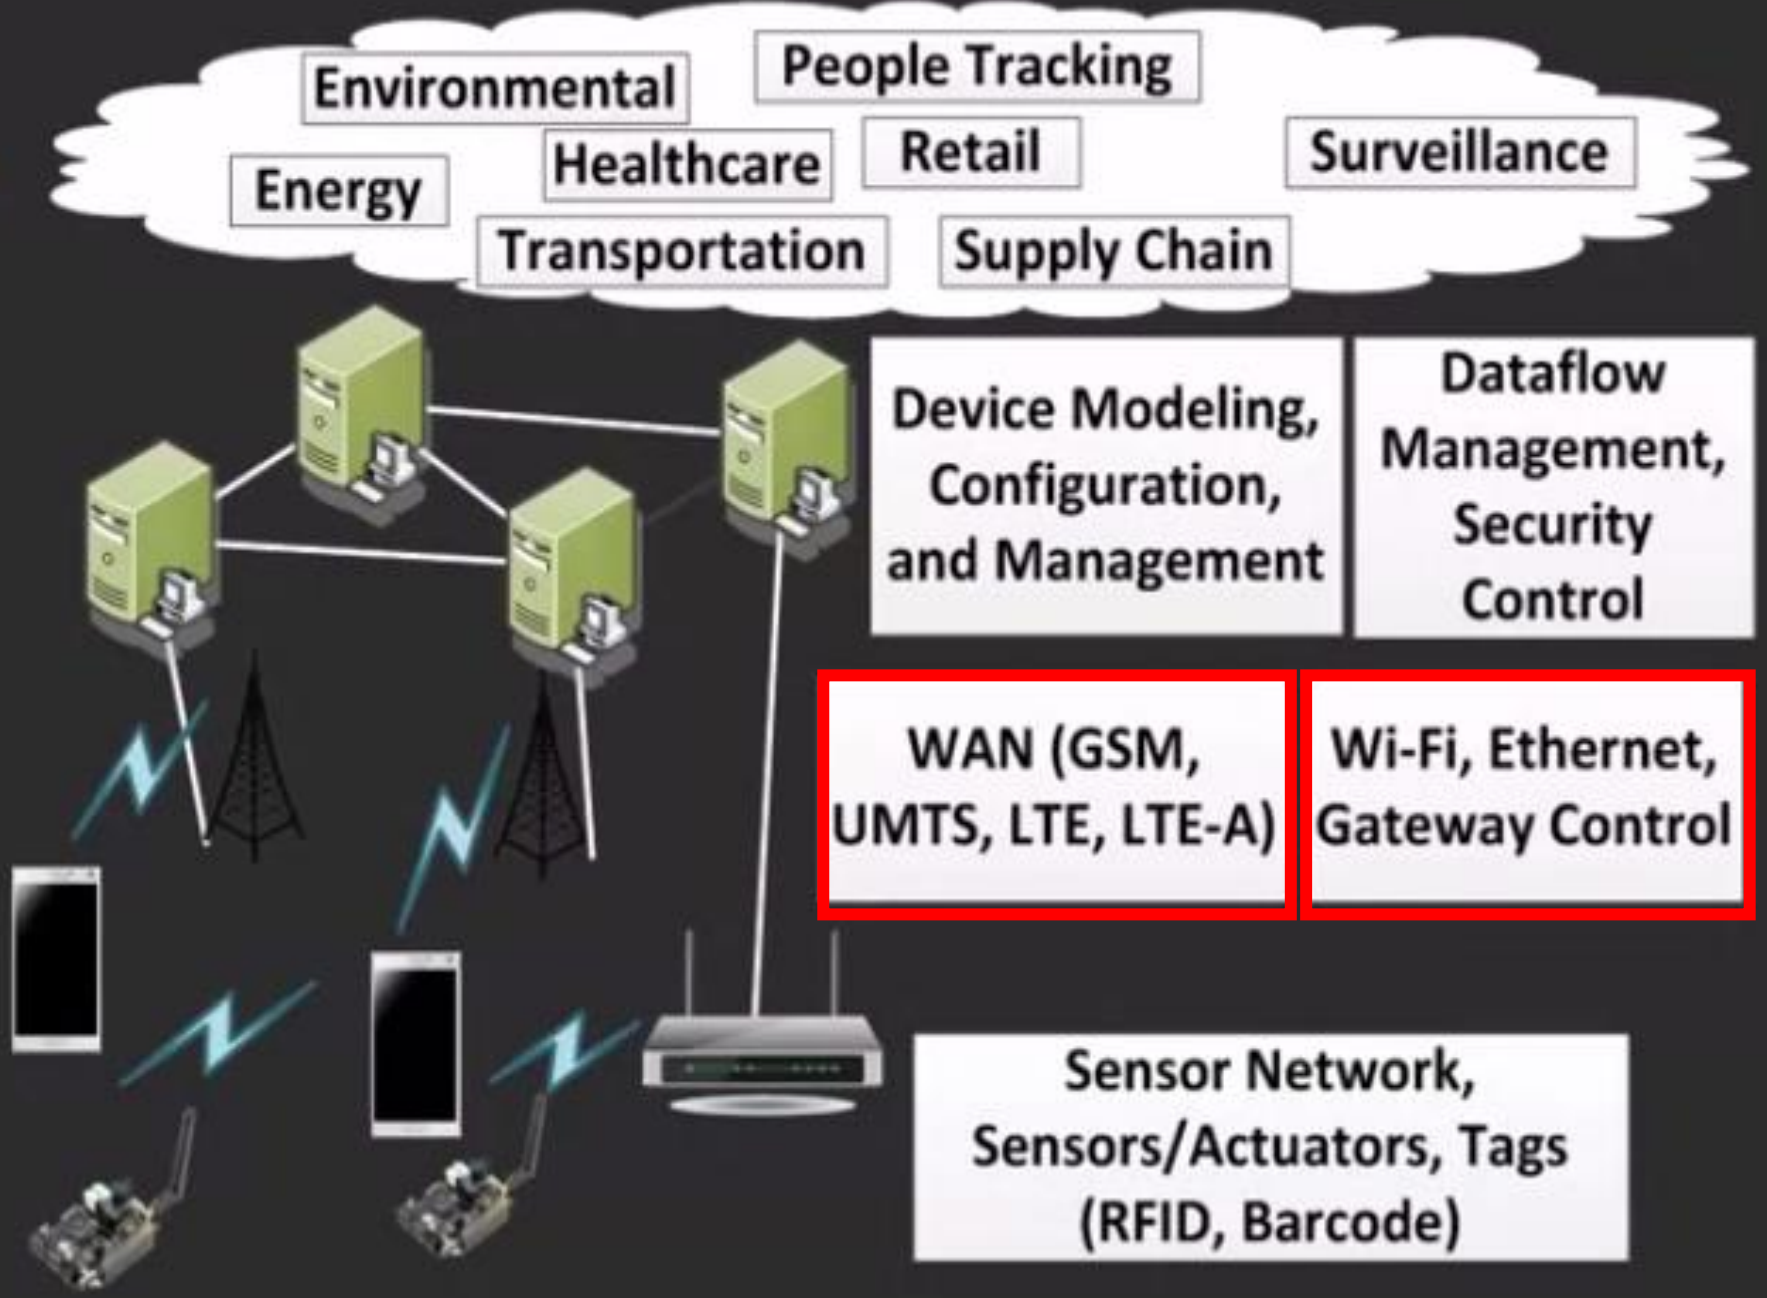 Environmental
People Tracking
Energy
Healthcare
Retail
Surveillance
Transportation
Supply Chain
Device Modeling,
Configuration,
and Management
Dataflow
Management,
Security
Control
WAN (GSM,
UMTS, LTE, LTE-A)
Wi-Fi, Ethernet,
Gateway Control
Sensor Network,
Sensors/Actuators, Tags
(RFID, Barcode)